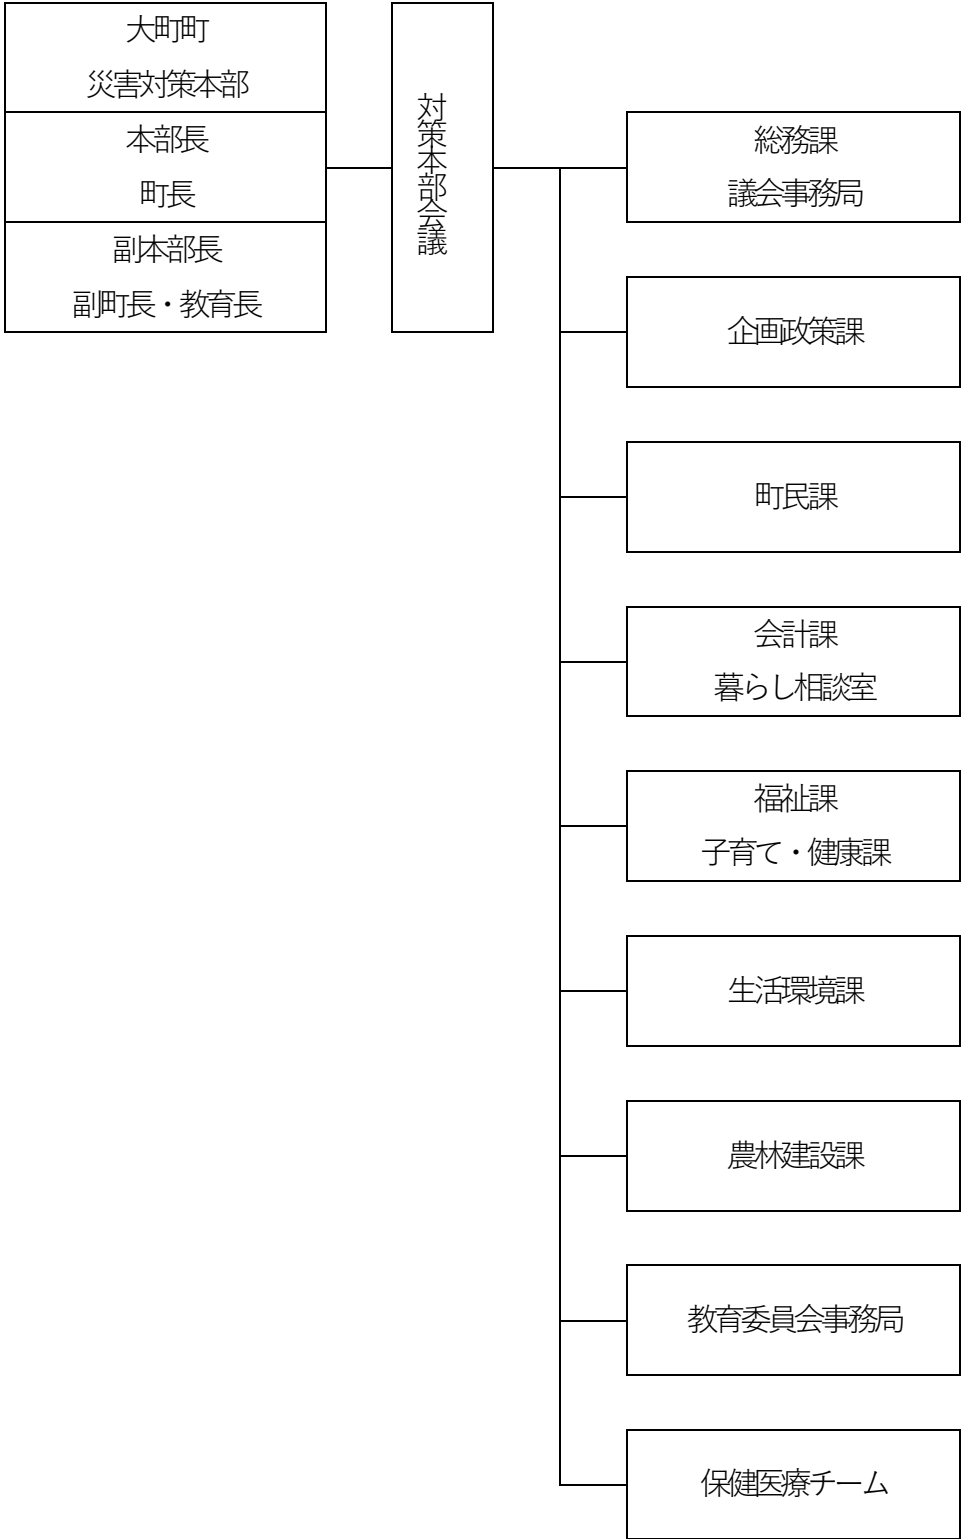 大町町
災害対策本部
本部長
町長
副本部長
副町長・教育長
対策本部会議
総務課
議会事務局
企画政策課
町民課
会計課
暮らし相談室
福祉課
子育て・健康課
生活環境課
農林建設課
教育委員会事務局
保健医療チーム